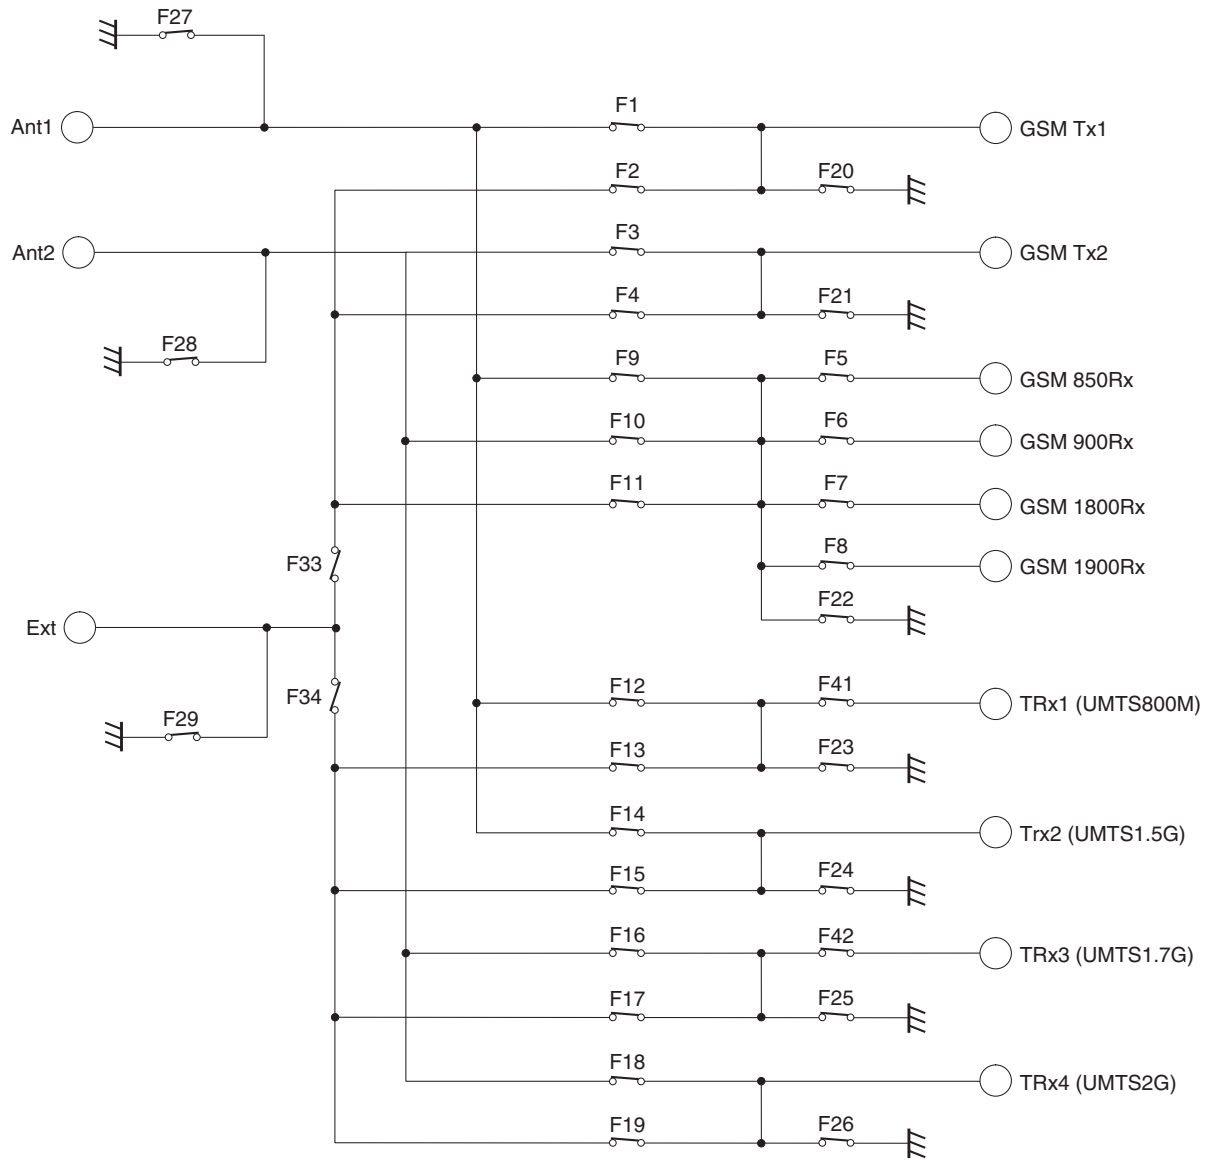 F27
Ant1
F1
GSM Tx1
F2
F20
Ant2
F3
GSM Tx2
F4
F21
F28
F9
F5
GSM 850Rx
F10
F6
GSM 900Rx
F11
F7
GSM 1800Rx
F33
F8
GSM 1900Rx
F22
Ext
F34
F12
F41
TRx1 (UMTS800M)
F29
F13
F23
F14
Trx2 (UMTS1.5G)
F15
F24
F16
F42
TRx3 (UMTS1.7G)
F17
F25
F18
TRx4 (UMTS2G)
F19
F26